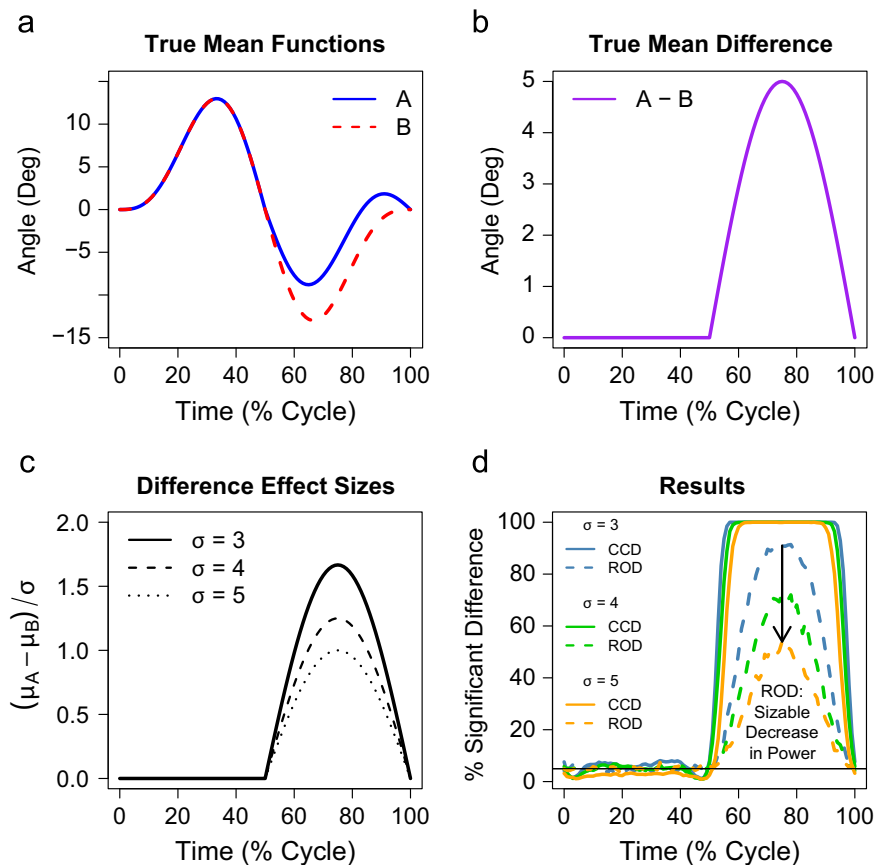 a
True Mean Functions
A
B
10
5
0
−5
−15
Angle (Deg)
0 20 40 60 80 100
Time (% Cycle)
b
True Mean Difference
A − B
5
4
3
2
1
0
Angle (Deg)
0 20 40 60 80 100
Time (% Cycle)
c
Difference Effect Sizes
σ = 3
σ = 4
σ = 5
2.0
1.5
1.0
0.5
0.0
(μA − μB) / σ
0 20 40 60 80 100
Time (% Cycle)
d
Results
σ = 3
CCD
ROD
σ = 4
CCD
ROD
σ = 5
CCD
ROD
ROD:
Sizable
Decrease
in Power
100
80
60
40
20
0
% Significant Difference
0 20 40 60 80 100
Time (% Cycle)